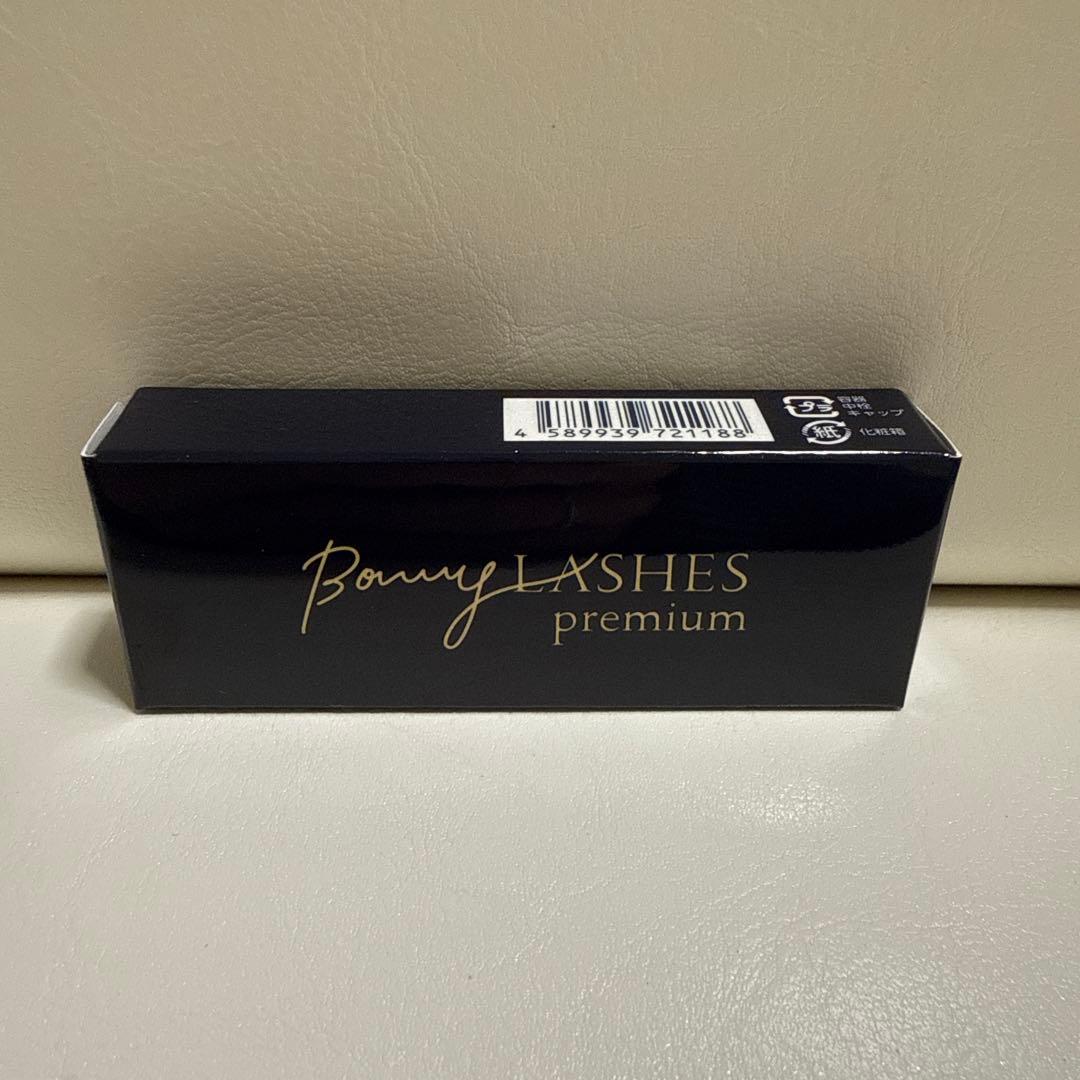 4 589939 721188
プラ 容器
中栓
キャップ
紙 化粧箱
Bonny LASHES
premium